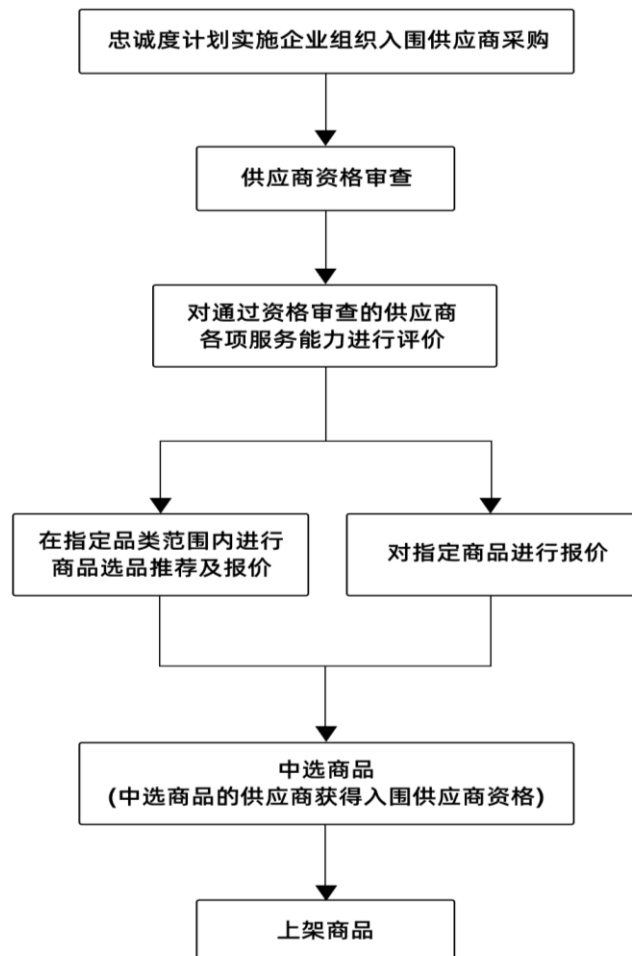 忠诚度计划实施企业组织入围供应商采购
供应商资格审查
对通过资格审查的供应商
各项服务能力进行评价
在指定品类范围内进行
商品选品推荐及报价
对指定商品进行报价
中选商品
(中选商品的供应商获得入围供应商资格)
上架商品